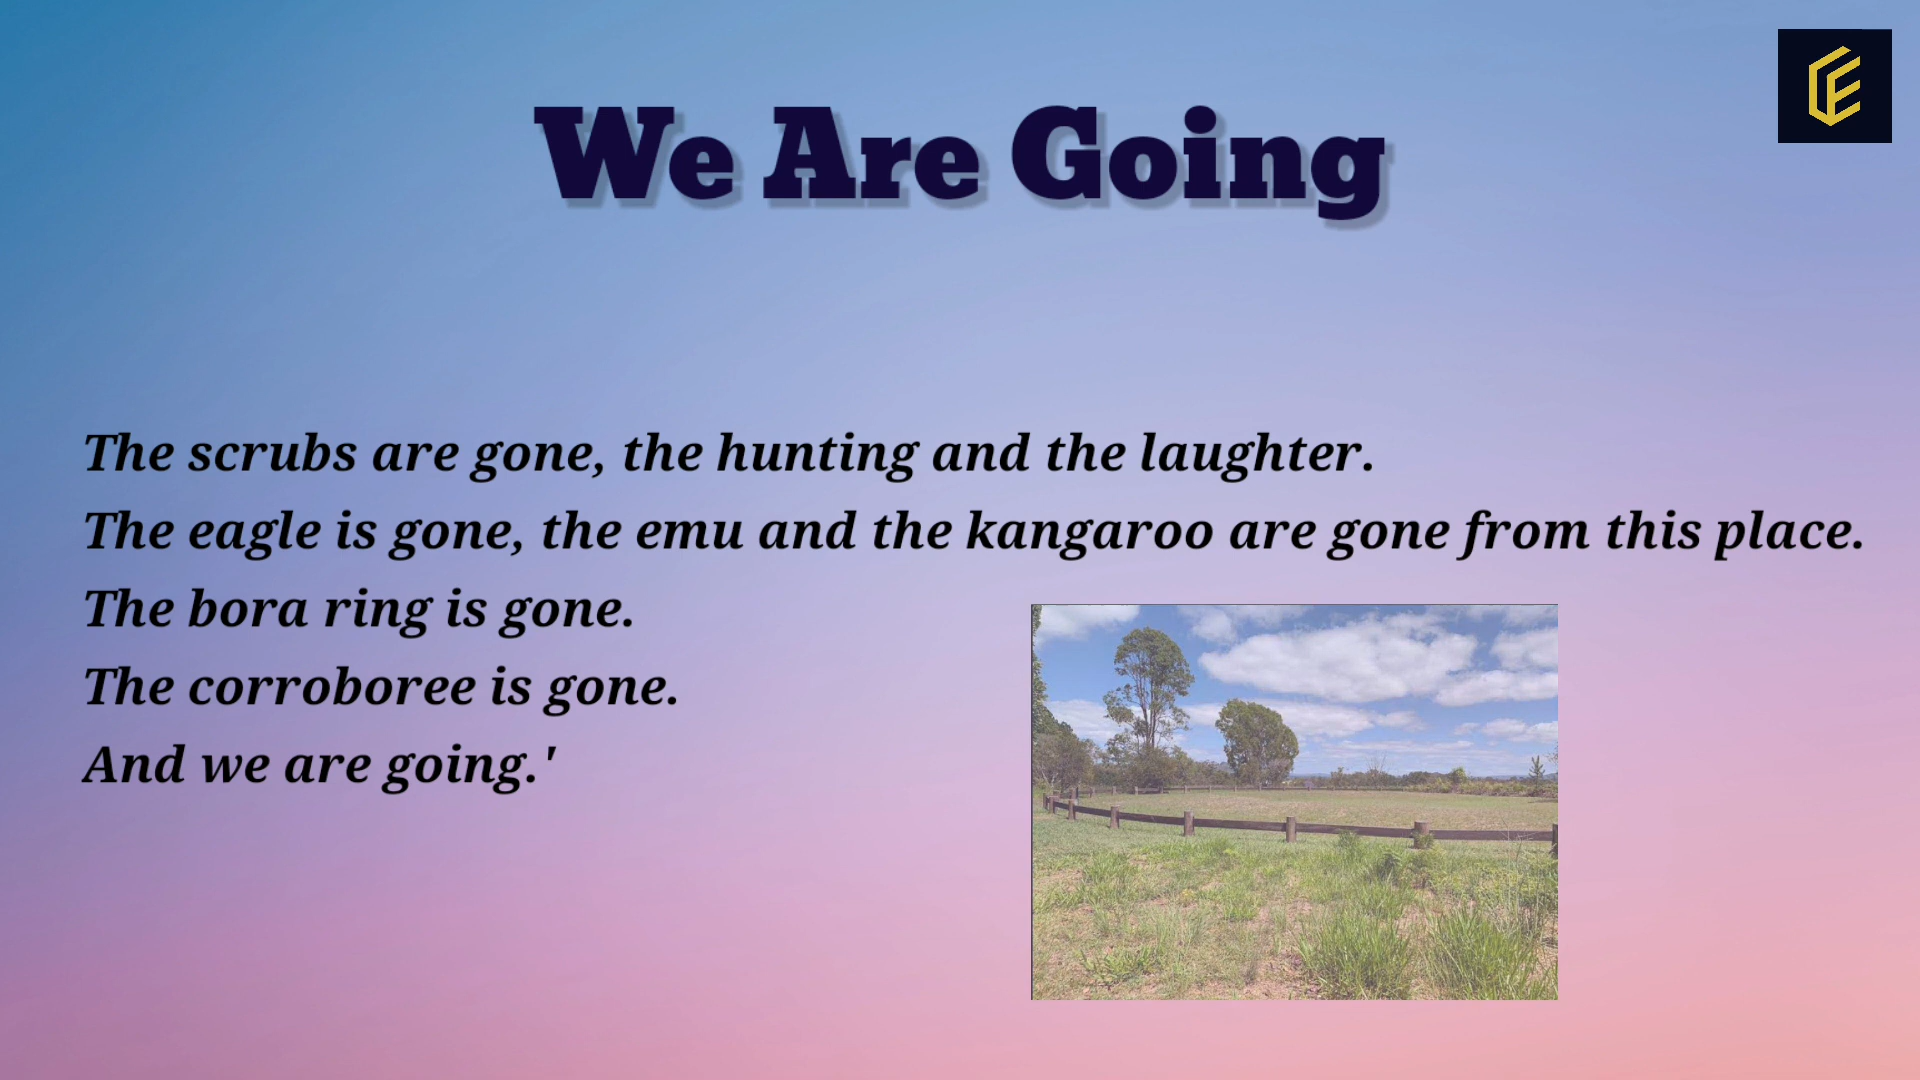 We Are Going
The scrubs are gone, the hunting and the laughter.
The eagle is gone, the emu and the kangaroo are gone from this place.
The bora ring is gone.
The corroboree is gone.
And we are going.'